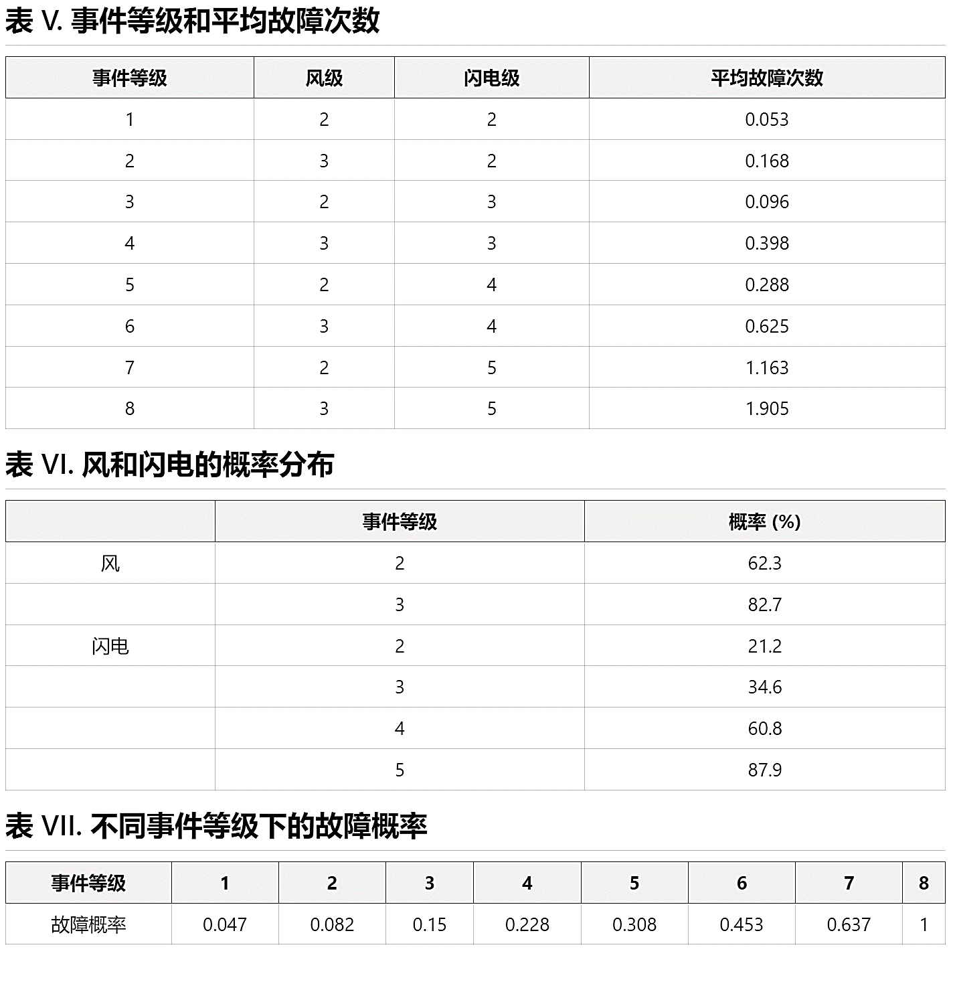 表 V. 事件等级和平均故障次数
事件等级 风级 闪电级 平均故障次数
1 2 2 0.053
2 3 2 0.168
3 2 3 0.096
4 3 3 0.398
5 2 4 0.288
6 3 4 0.625
7 2 5 1.163
8 3 5 1.905
表 VI. 风和闪电的概率分布
事件等级 概率 (%)
风 2 62.3
3 82.7
闪电 2 21.2
3 34.6
4 60.8
5 87.9
表 VII. 不同事件等级下的故障概率
事件等级 1 2 3 4 5 6 7 8
故障概率 0.047 0.082 0.15 0.228 0.308 0.453 0.637 1